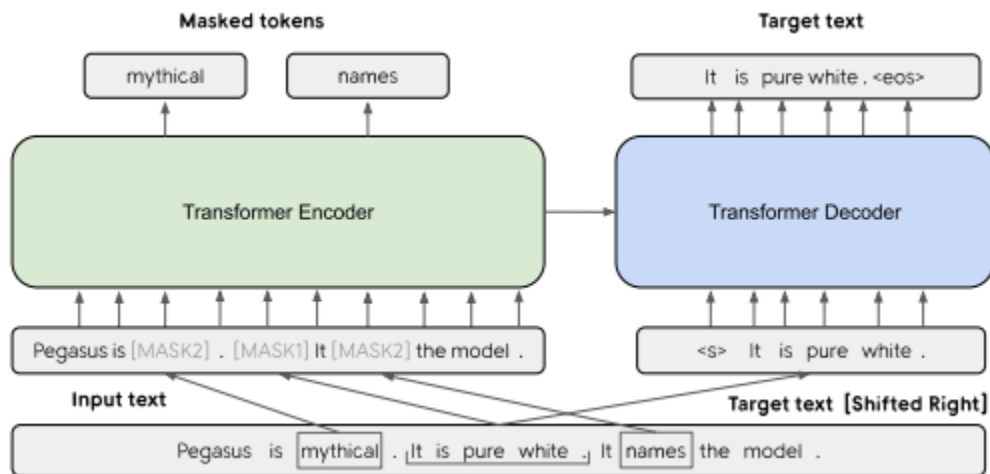 Masked tokens
Target text
mythical
names
It is pure white . <eos>
Transformer Encoder
Transformer Decoder
Pegasus is [MASK2] . [MASK1] It [MASK2] the model .
<s> It is pure white .
Input text
Target text [Shifted Right]
Pegasus is mythical . It is pure white . It names the model .